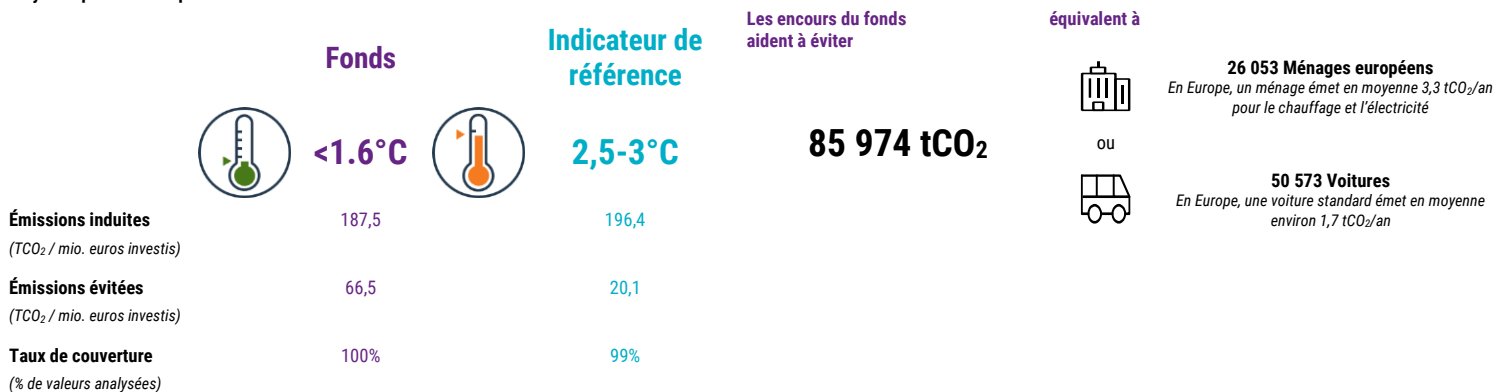 Fonds
Indicateur de
référence
<1.6°C
2,5-3°C
Émissions induites
187,5
196,4
(TCO₂ / mio. euros investis)
Émissions évitées
66,5
20,1
(TCO₂ / mio. euros investis)
Taux de couverture
100%
99%
(% de valeurs analysées)
Les encours du fonds
aident à éviter
85 974 tCO₂
équivalent à
26 053 Ménages européens
En Europe, un ménage émet en moyenne 3,3 tCO₂/an
pour le chauffage et l'électricité
ou
50 573 Voitures
En Europe, une voiture standard émet en moyenne
environ 1,7 tCO₂/an